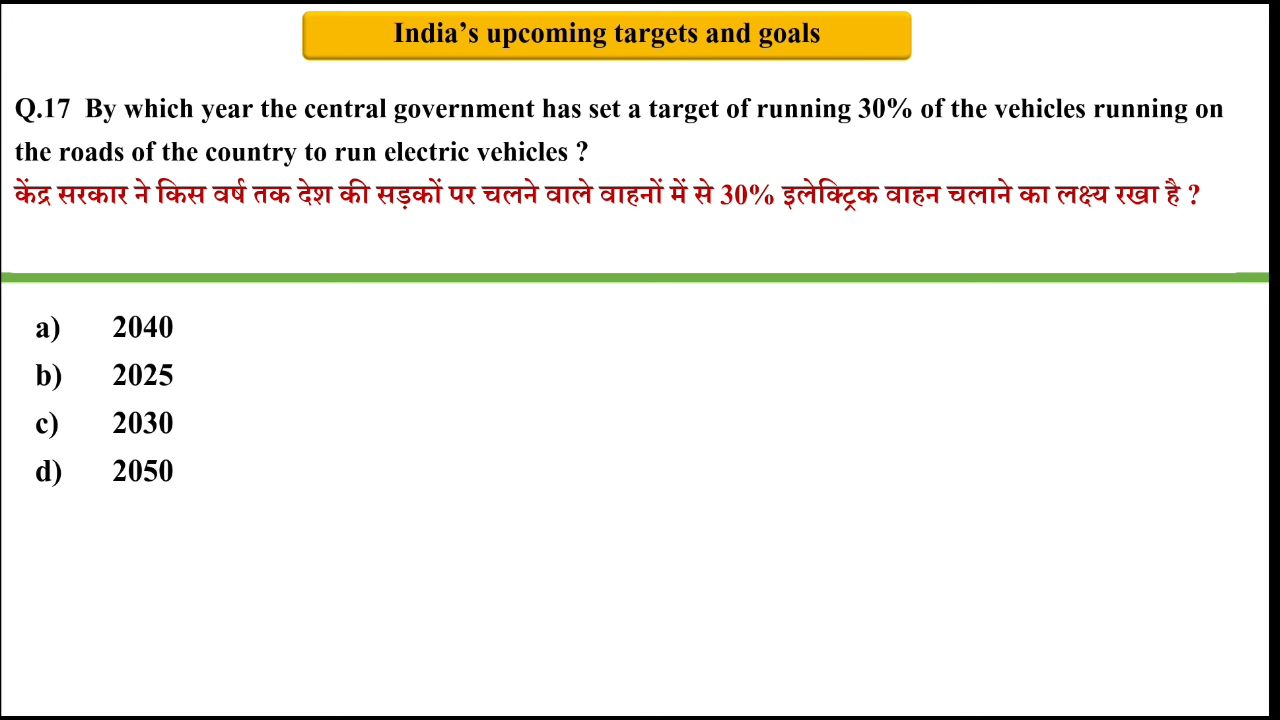 India’s upcoming targets and goals
Q.17 By which year the central government has set a target of running 30% of the vehicles running on
the roads of the country to run electric vehicles ?
केंद्र सरकार ने किस वर्ष तक देश की सड़कों पर चलने वाले वाहनों में से 30% इलेक्ट्रिक वाहन चलाने का लक्ष्य रखा है ?
a) 2040
b) 2025
c) 2030
d) 2050